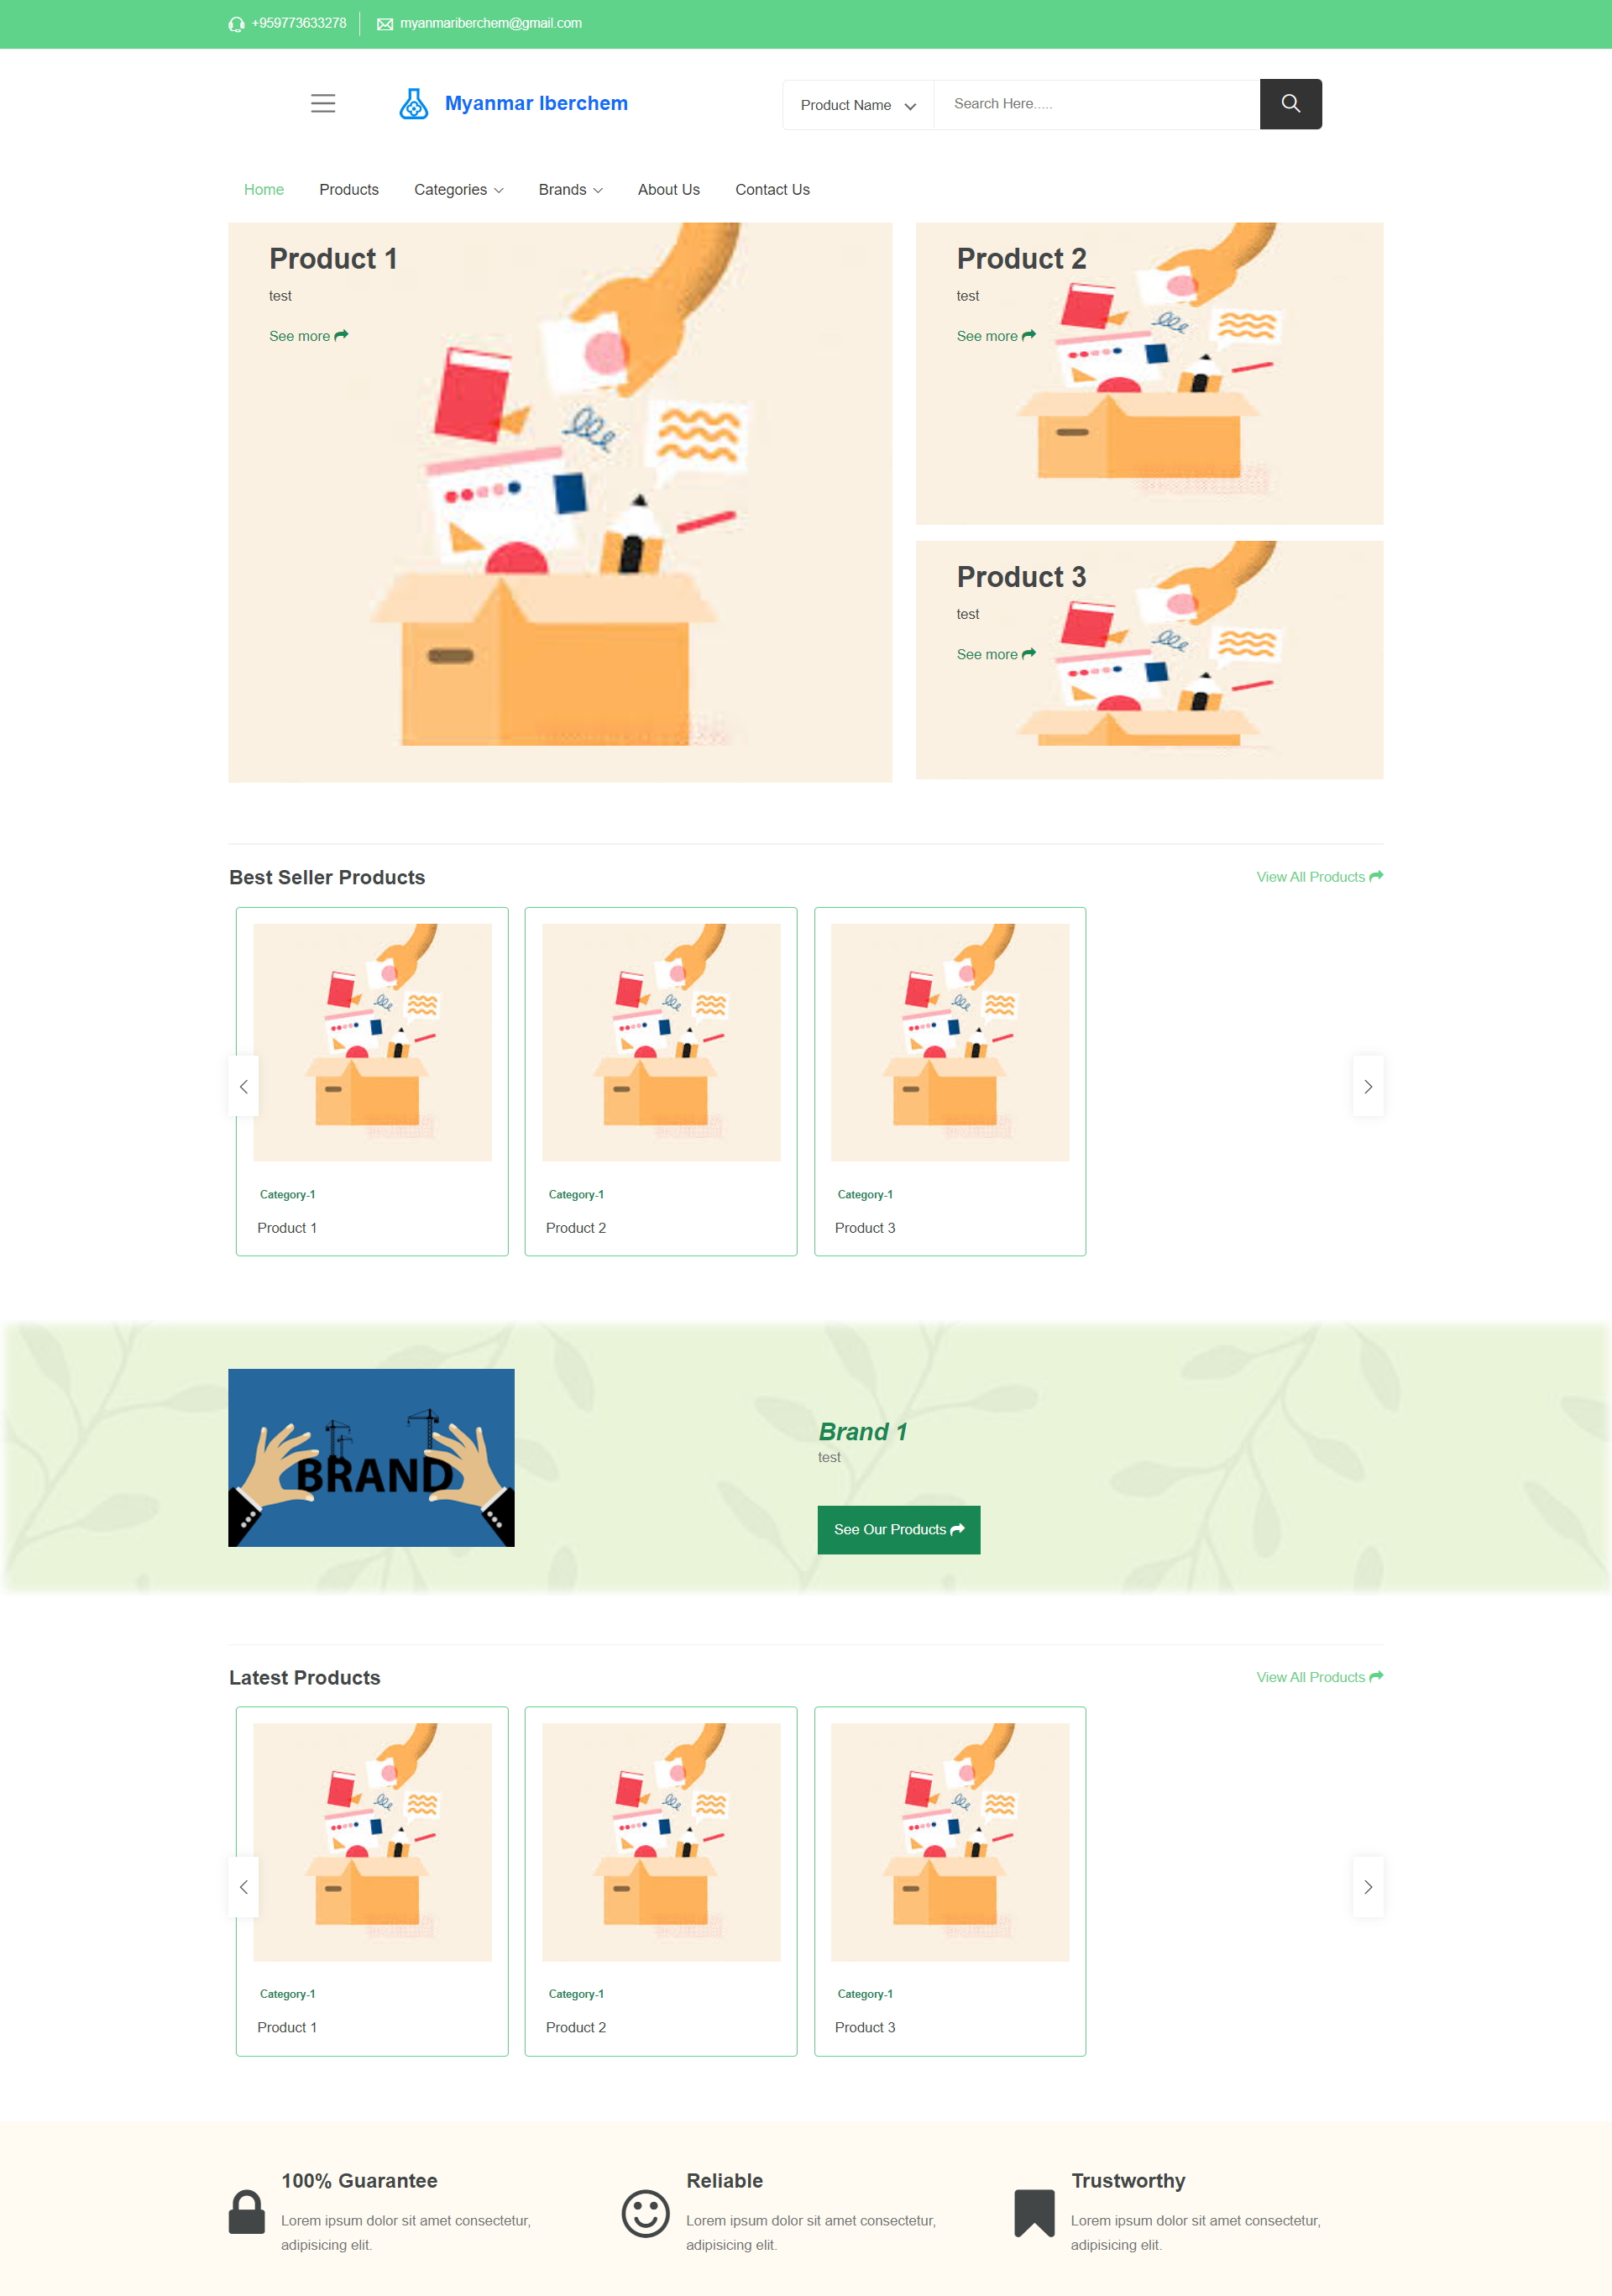 +959773633278
myanmariberchem@gmail.com
Myanmar Iberchem
Product Name
Search Here.....
Home
Products
Categories
Brands
About Us
Contact Us
Product 1
test
See more
Product 2
test
See more
Product 3
test
See more
Best Seller Products
View All Products
Category-1
Product 1
Category-1
Product 2
Category-1
Product 3
BRAND
Brand 1
test
See Our Products
Latest Products
View All Products
Category-1
Product 1
Category-1
Product 2
Category-1
Product 3
100% Guarantee
Lorem ipsum dolor sit amet consectetur,
adipisicing elit.
Reliable
Lorem ipsum dolor sit amet consectetur,
adipisicing elit.
Trustworthy
Lorem ipsum dolor sit amet consectetur,
adipisicing elit.